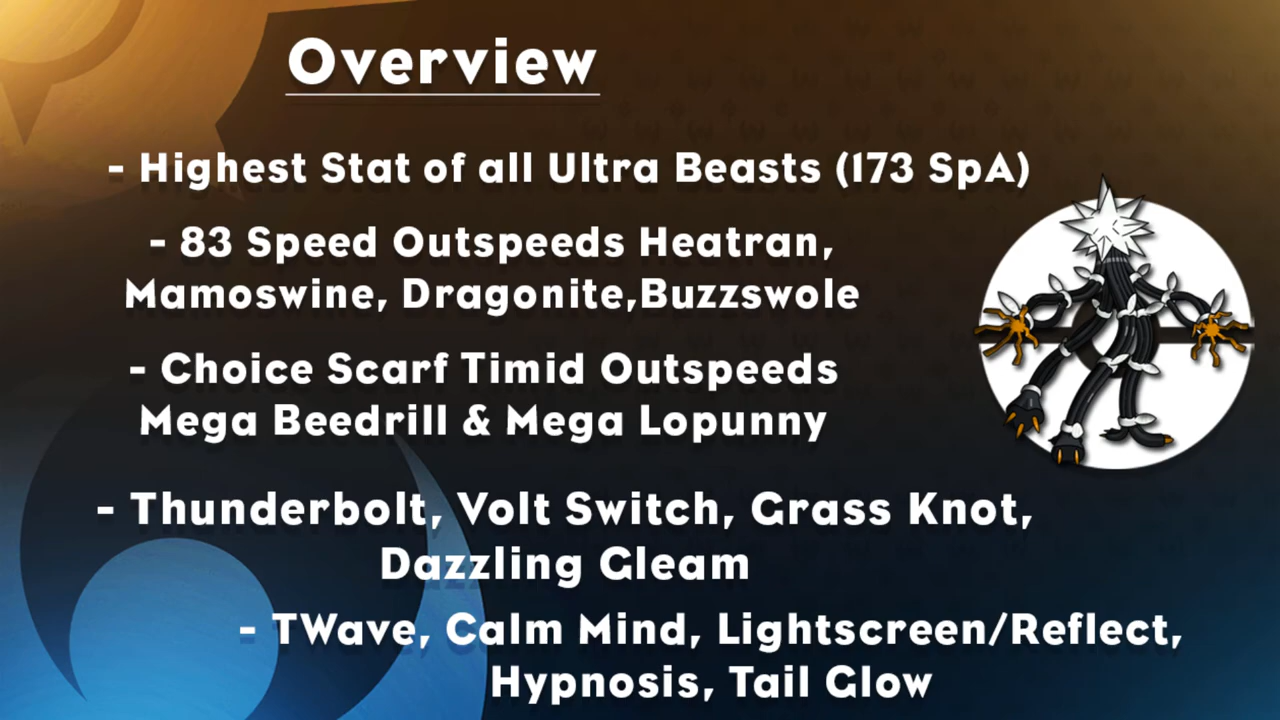 Overview
- Highest Stat of all Ultra Beasts (173 SpA)
- 83 Speed Outspeeds Heatran,
Mamoswine, Dragonite,Buzzswole
- Choice Scarf Timid Outspeeds
Mega Beedrill & Mega Lopunny
- Thunderbolt, Volt Switch, Grass Knot,
Dazzling Gleam
- TWave, Calm Mind, Lightscreen/Reflect,
Hypnosis, Tail Glow